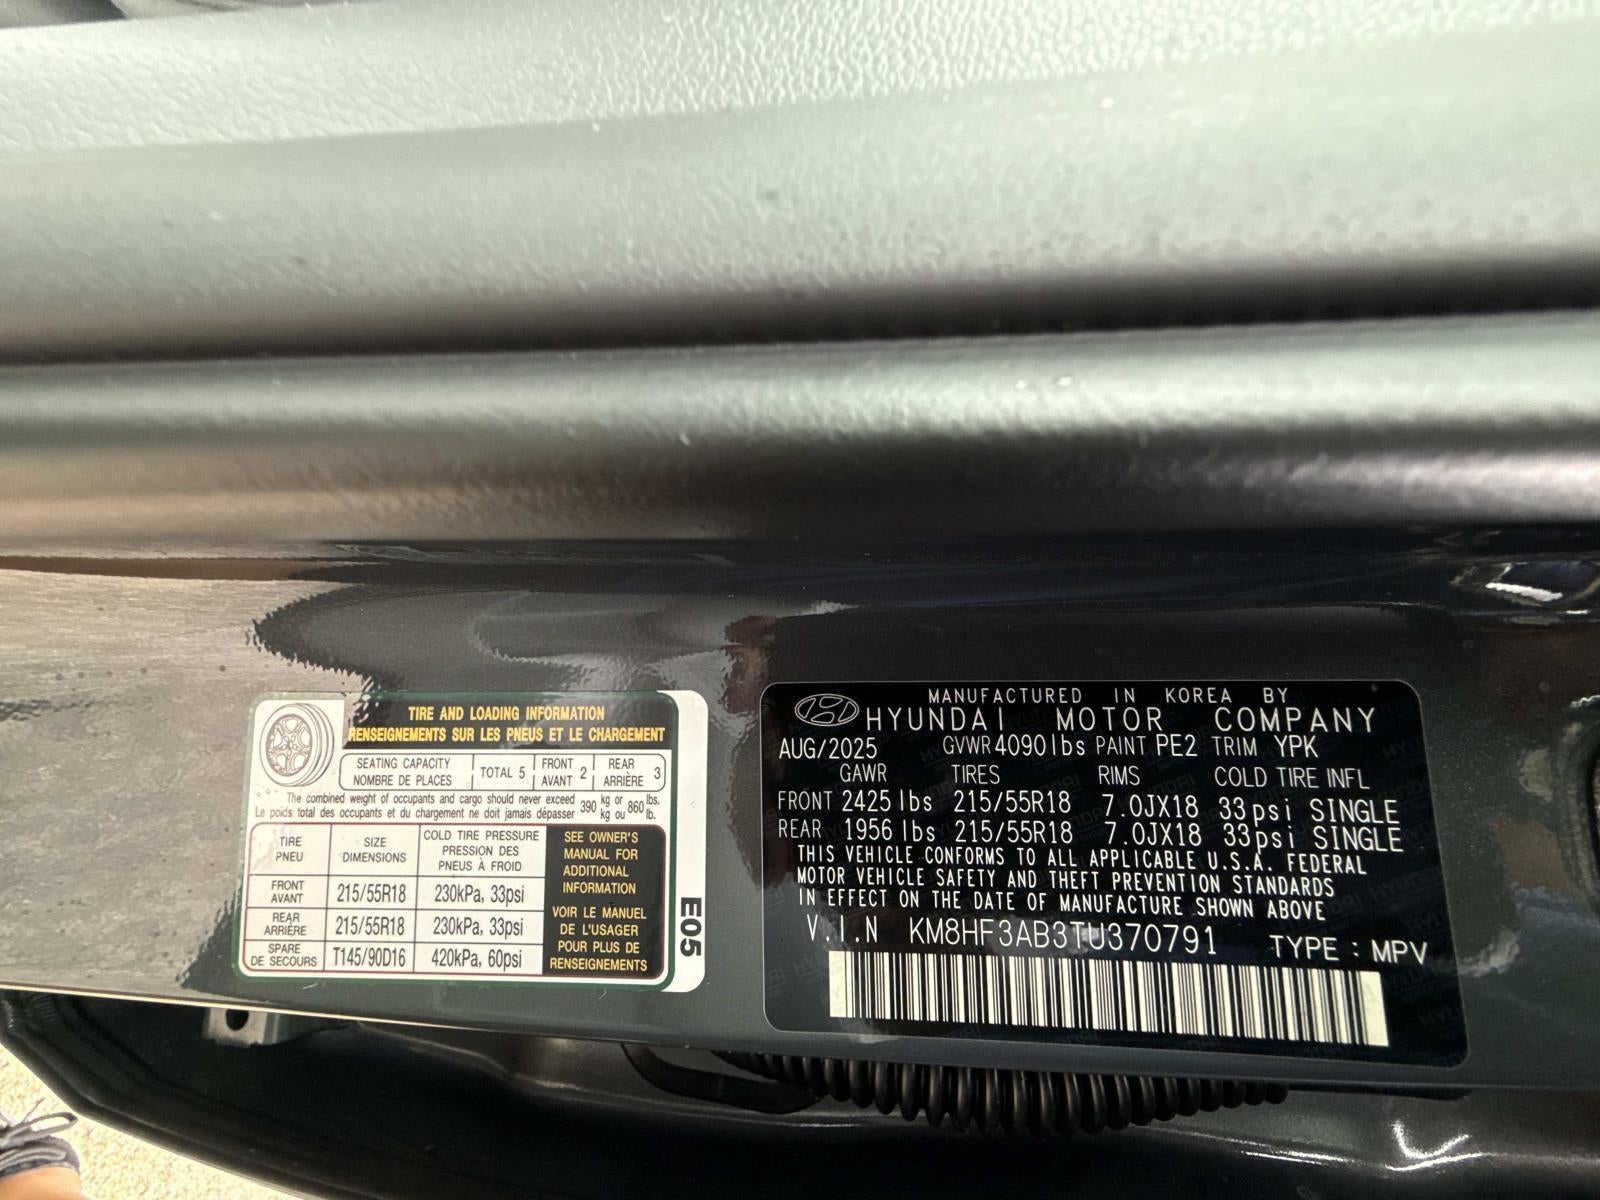 TIRE AND LOADING INFORMATION
RENSEIGNEMENTS SUR LES PNEUS ET LE CHARGEMENT
SEATING CAPACITY
NOMBRE DE PLACES
TOTAL 5
FRONT
AVANT 2
REAR
ARRIÈRE 3
The combined weight of occupants and cargo should never exceed 390 kg or 860 lbs.
Le poids total des occupants et du chargement ne doit jamais dépasser kg ou lb.
TIRE
PNEU
SIZE
DIMENSIONS
COLD TIRE PRESSURE
PRESSION DES
PNEUS À FROID
FRONT
AVANT
215/55R18
230kPa, 33psi
REAR
ARRIÈRE
215/55R18
230kPa, 33psi
SPARE
DE SECOURS
T145/90D16
420kPa, 60psi
SEE OWNER'S
MANUAL FOR
ADDITIONAL
INFORMATION
VOIR LE MANUEL
DE L'USAGER
POUR PLUS DE
RENSEIGNEMENTS
E05
MANUFACTURED IN KOREA BY
HYUNDAI MOTOR COMPANY
AUG/2025 GVWR 4090lbs PAINT PE2 TRIM YPK
GAWR TIRES RIMS COLD TIRE INFL
FRONT 2425lbs 215/55R18 7.0JX18 33psi SINGLE
REAR 1956lbs 215/55R18 7.0JX18 33psi SINGLE
THIS VEHICLE CONFORMS TO ALL APPLICABLE U.S.A. FEDERAL
MOTOR VEHICLE SAFETY AND THEFT PREVENTION STANDARDS
IN EFFECT ON THE DATE OF MANUFACTURE SHOWN ABOVE
V.I.N KM8HF3AB3TU370791 TYPE : MPV